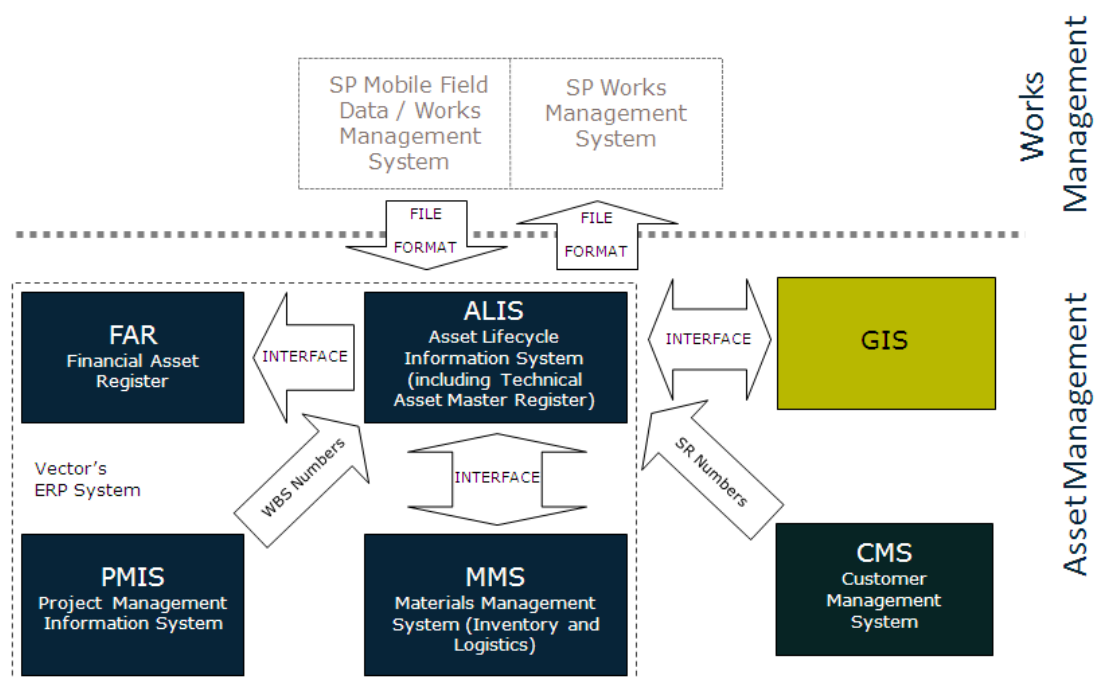 SP Mobile Field
Data / Works
Management
System
SP Works
Management
System
Works
Management
FILE
FORMAT
FILE
FORMAT
FAR
Financial Asset
Register
INTERFACE
ALIS
Asset Lifecycle
Information System
(including Technical
Asset Master Register)
INTERFACE
GIS
Asset Management
Vector's
ERP System
WBS Numbers
INTERFACE
SR Numbers
PMIS
Project Management
Information System
MMS
Materials Management
System (Inventory and
Logistics)
CMS
Customer
Management
System